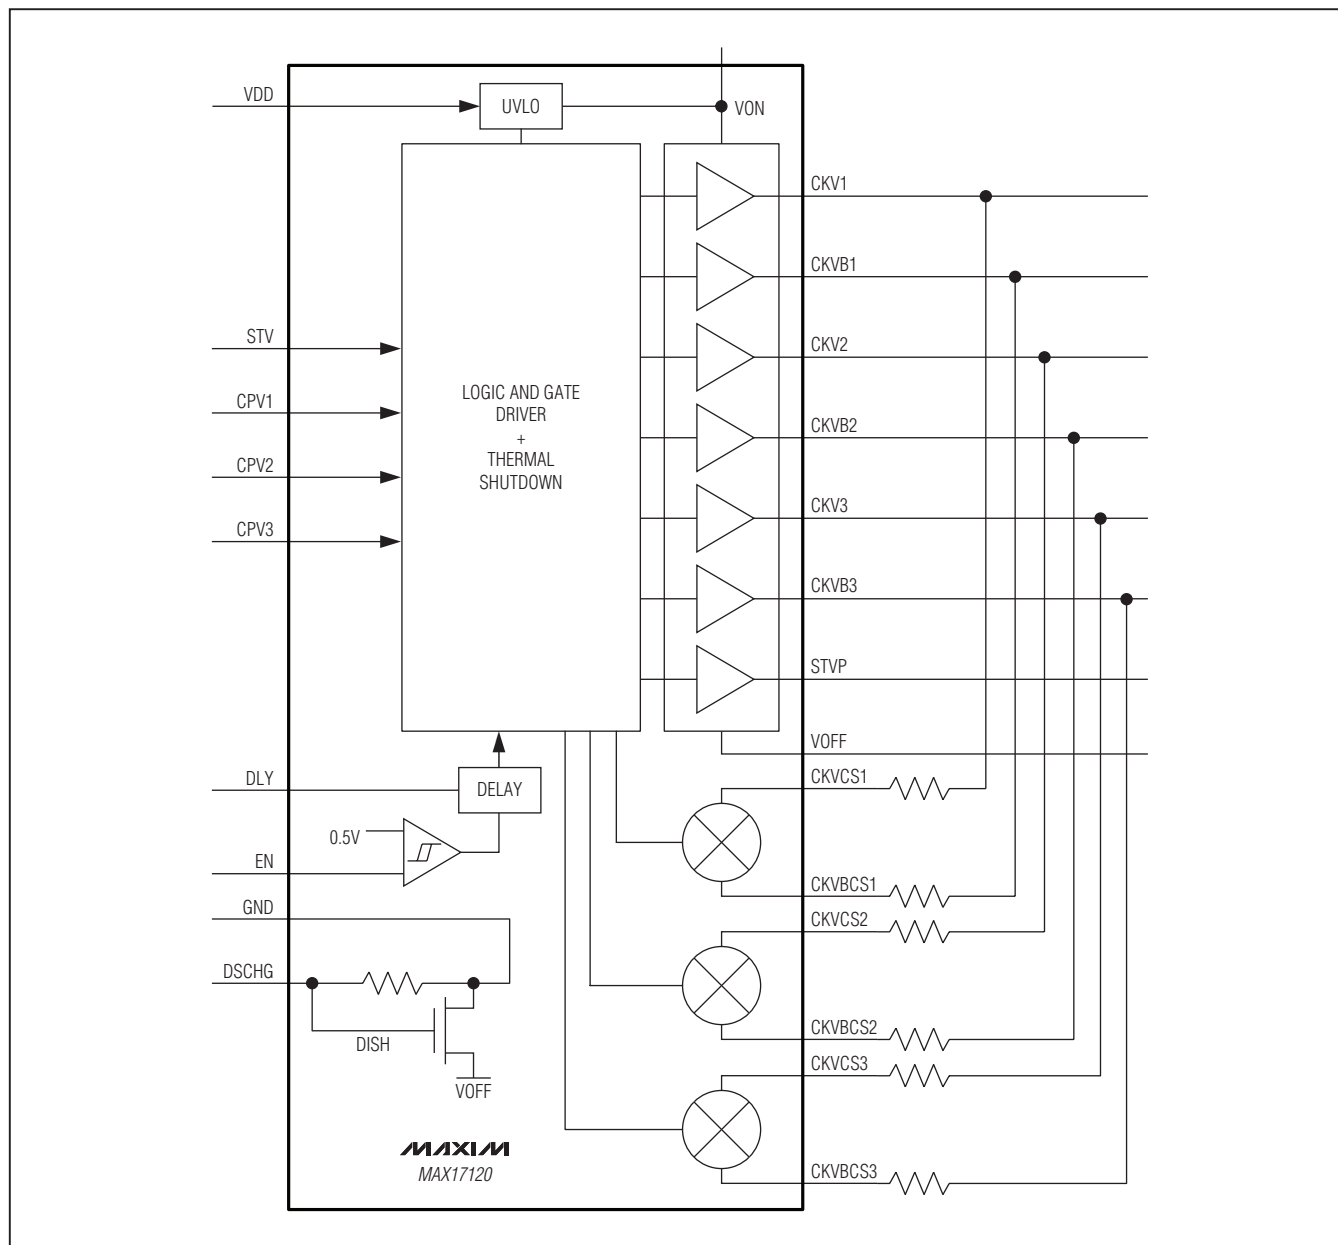 VDD
UVLO
VON
CKV1
CKVB1
CKV2
STV
LOGIC AND GATE
DRIVER
+
THERMAL
SHUTDOWN
CPV1
CKVB2
CPV2
CKV3
CPV3
CKVB3
STVP
VOFF
DLY
DELAY
CKVCS1
0.5V
EN
CKVBCS1
GND
CKVCS2
DSCHG
DISH
CKVBCS2
VOFF
CKVCS3
MAXIM
MAX17120
CKVBCS3